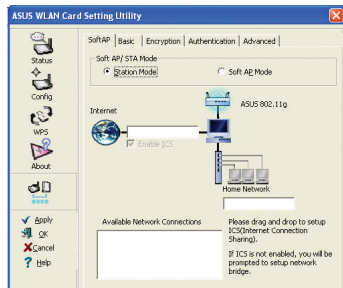 ASUS WLAN Card Setting Utility
Status
Config
WPS
About
Apply
OK
Cancel
Help
SoftAP Basic Encryption Authentication Advanced
Soft AP/ STA Mode
Station Mode
Soft AP Mode
Internet
ASUS 802.11g
Enable ICS
Home Network
Available Network Connections
Please drag and drop to setup
ICS(Internet Connection
Sharing).
If ICS is not enabled, you will be
prompted to setup network
bridge.